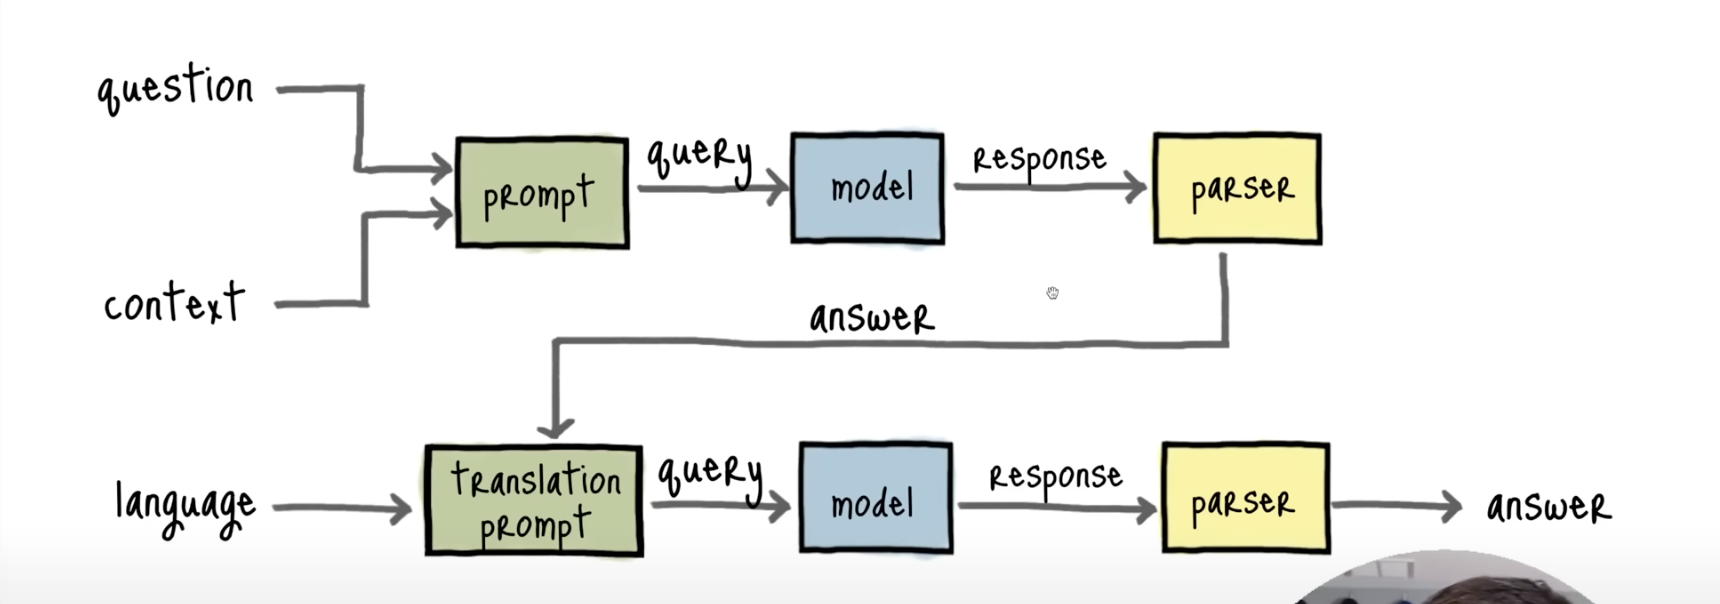 question
prompt
query
model
response
parser
context
answer
language
translation
prompt
query
model
response
parser
answer